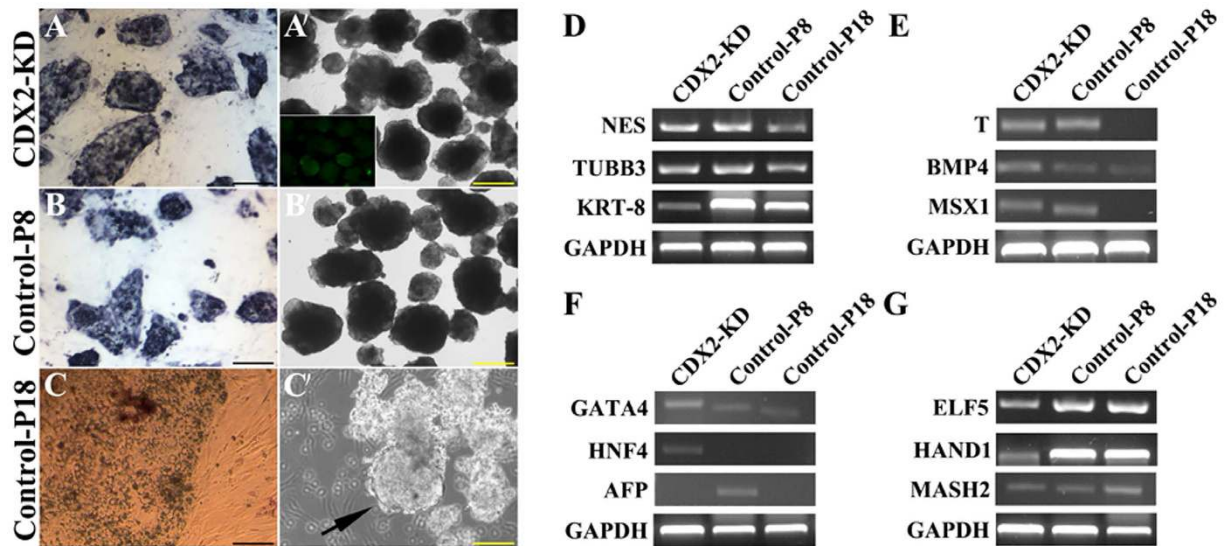 A
A'
CDX2-KD
B
B'
Control-P8
C
C'
Control-P18
D
CDX2-KD
Control-P8
Control-P18
NES
TUBB3
KRT-8
GAPDH
E
CDX2-KD
Control-P8
Control-P18
T
BMP4
MSX1
GAPDH
F
CDX2-KD
Control-P8
Control-P18
GATA4
HNF4
AFP
GAPDH
G
CDX2-KD
Control-P8
Control-P18
ELF5
HAND1
MASH2
GAPDH